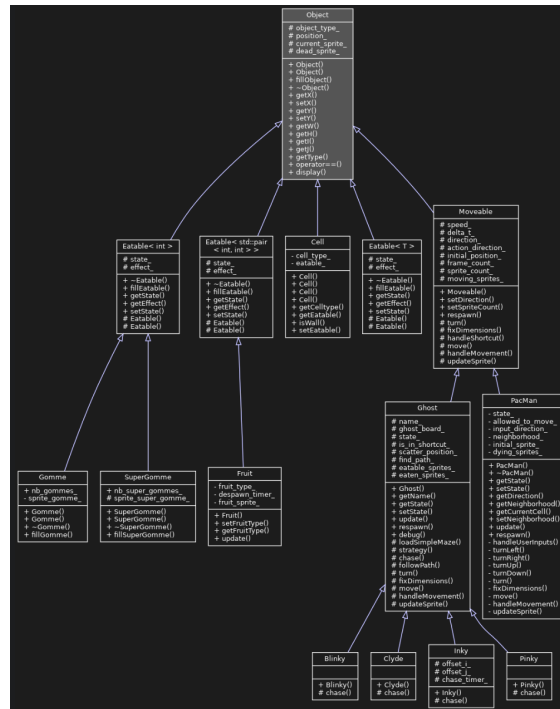 Object
# object_type_
# position_
# current_sprite_
# dead_sprite_
+ Object()
+ Object()
+ fillObject()
+ ~Object()
+ getX()
+ setX()
+ getY()
+ setY()
+ getW()
+ getH()
+ getI()
+ getJ()
+ getType()
+ operator==()
+ display()
Eatable< int >
# state_
# effect_
+ ~Eatable()
+ fillEatable()
+ getState()
+ getEffect()
+ setState()
# Eatable()
# Eatable()
Eatable< std::pair
< int, int > >
# state_
# effect_
+ ~Eatable()
+ fillEatable()
+ getState()
+ getEffect()
+ setState()
# Eatable()
# Eatable()
Cell
- cell_type_
- eatable_
+ Cell()
+ Cell()
+ Cell()
+ Cell()
+ getCelltype()
+ getEatable()
+ isWall()
+ setEatable()
Eatable< T >
# state_
# effect_
+ ~Eatable()
+ fillEatable()
+ getState()
+ getEffect()
+ setState()
# Eatable()
# Eatable()
Moveable
# speed_
# delta_t_
# direction_
# action_direction_
# initial_position_
# frame_count_
# sprite_count_
# moving_sprites_
+ Moveable()
+ setDirection()
+ setSpriteCount()
+ respawn()
# turn()
# fixDimensions()
# handleShortcut()
# move()
# handleMovement()
# updateSprite()
Gomme
+ nb_gommes_
- sprite_gomme_
+ Gomme()
+ Gomme()
+ ~Gomme()
+ fillGomme()
SuperGomme
+ nb_super_gommes_
# sprite_super_gomme_
+ SuperGomme()
+ SuperGomme()
+ ~SuperGomme()
+ fillSuperGomme()
Fruit
- fruit_type_
- despawn_timer_
- fruit_sprite_
+ Fruit()
+ setFruitType()
+ getFruitType()
+ update()
Ghost
# name_
# ghost_board_
# state_
# is_in_shortcut_
# scatter_position_
# find_path_
# eatable_sprites_
# eaten_sprites_
+ Ghost()
+ getName()
+ getState()
+ setState()
+ update()
+ respawn()
+ debug()
# loadSimpleMaze()
# strategy()
# chase()
# followPath()
# turn()
# fixDimensions()
# move()
# handleMovement()
# updateSprite()
PacMan
- state_
- allowed_to_move_
- input_direction_
- neighborhood_
- initial_sprite_
- dying_sprites_
+ PacMan()
+ ~PacMan()
+ getState()
+ setState()
+ getDirection()
+ getNeighborhood()
+ getCurrentCell()
+ setNeighborhood()
+ update()
+ respawn()
- handleUserInputs()
- turnLeft()
- turnRight()
- turnUp()
- turnDown()
- turn()
- fixDimensions()
- move()
- handleMovement()
- updateSprite()
Blinky
+ Blinky()
# chase()
Clyde
+ Clyde()
# chase()
Inky
# offset_i_
# offset_j_
# chase_timer_
+ Inky()
# chase()
Pinky
+ Pinky()
# chase()